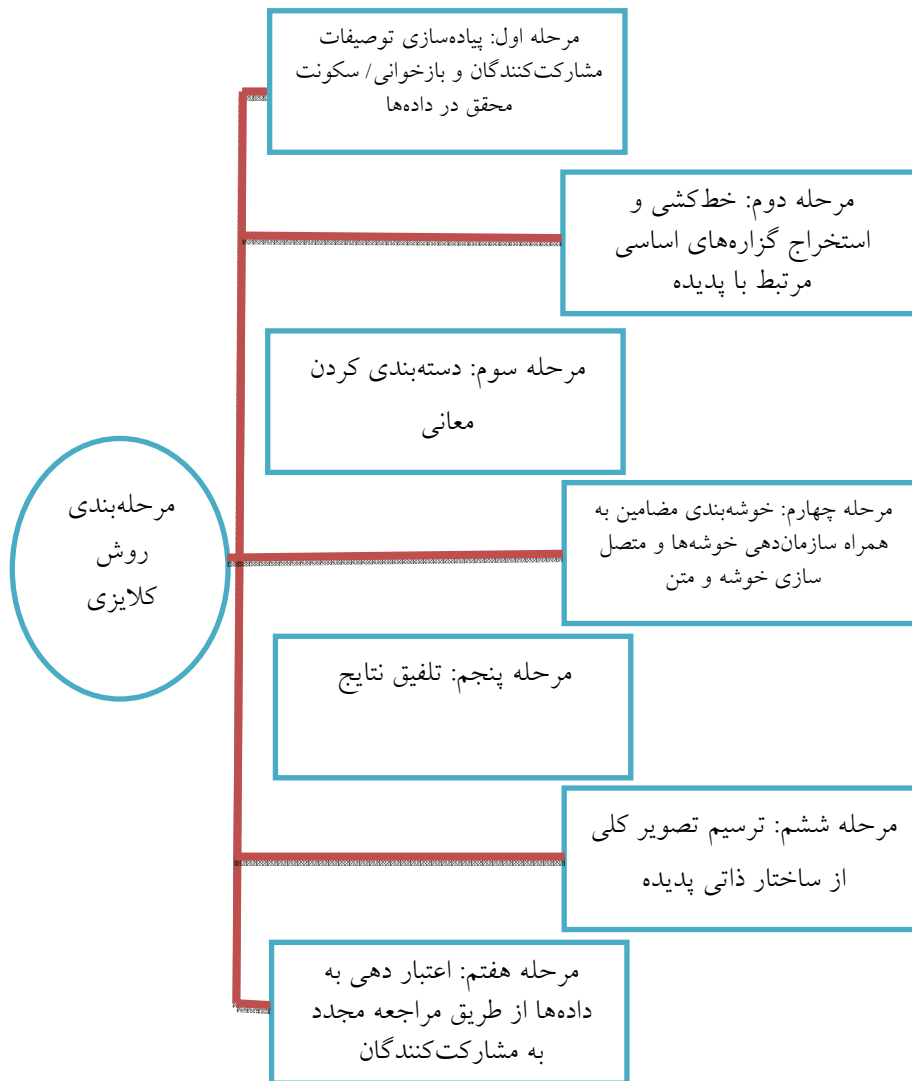 مرحله اول: پیاده‌سازی توصیفات
مشارکت‌کنندگان و بازخوانی/ سکونت
محقق در داده‌ها
مرحله دوم: خط‌کشی و
استخراج گزاره‌های اساسی
مرتبط با پدیده
مرحله سوم: دسته‌بندی کردن
معانی
مرحله‌بندی
روش
کلایزی
مرحله چهارم: خوشه‌بندی مضامین به
همراه سازمان‌دهی خوشه‌ها و متصل
سازی خوشه و متن
مرحله پنجم: تلفیق نتایج
مرحله ششم: ترسیم تصویر کلی
از ساختار ذاتی پدیده
مرحله هفتم: اعتبار دهی به
داده‌ها از طریق مراجعه مجدد
به مشارکت‌کنندگان